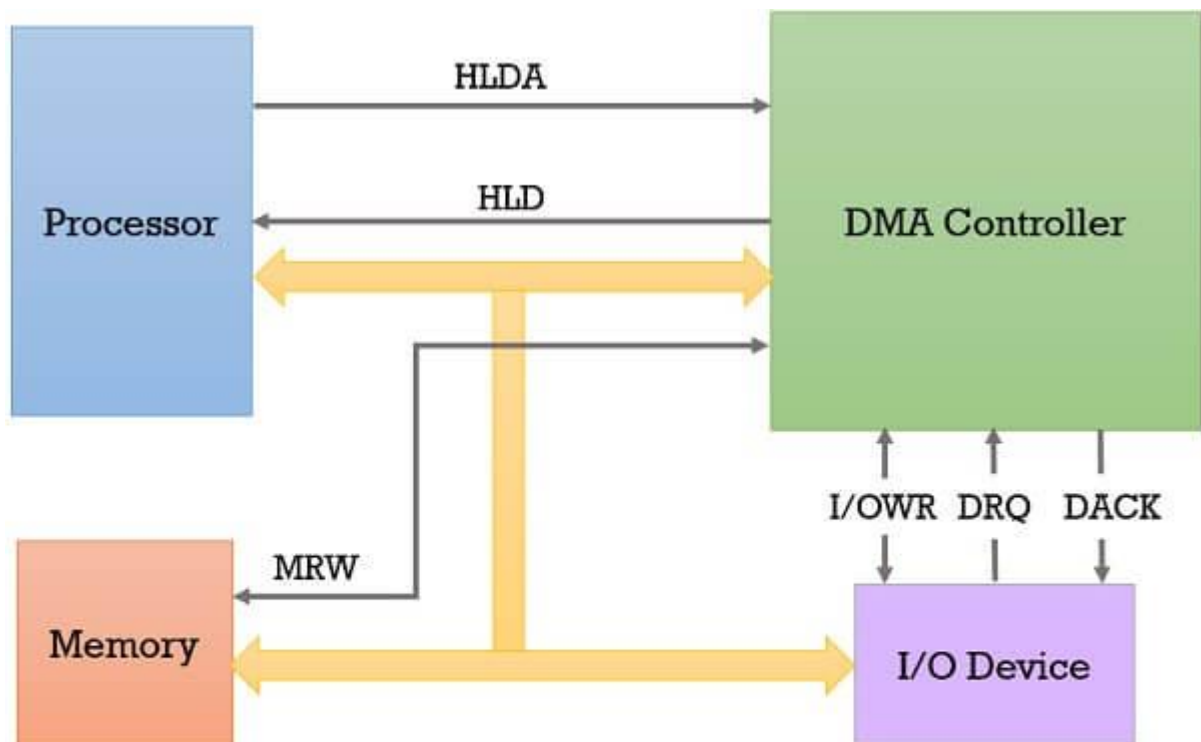 HLDA
HLD
Processor
DMA Controller
I/OWR DRQ DACK
MRW
Memory
I/O Device